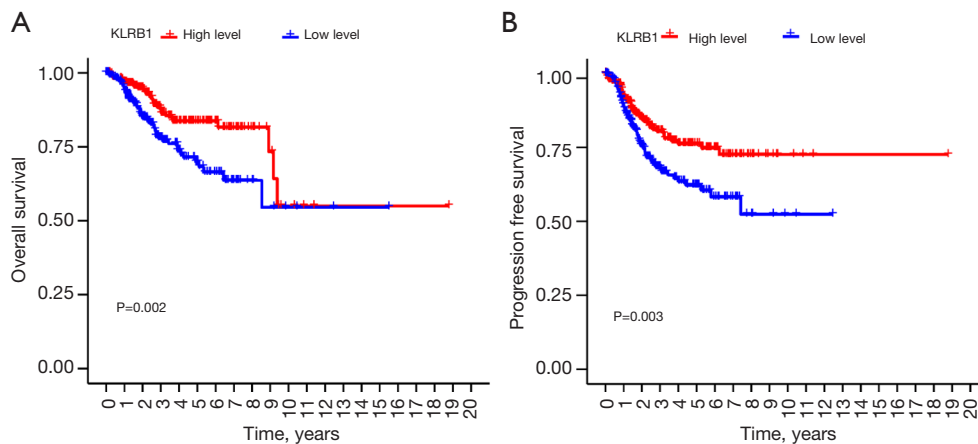 A
KLRB1 High level Low level
1.00
0.75
0.50
0.25
0.00
Overall survival
P=0.002
0 1 2 3 4 5 6 7 8 9 10 11 12 13 14 15 16 17 18 19 20
Time, years
B
KLRB1 High level Low level
1.00
0.75
0.50
0.25
0.00
Progression free survival
P=0.003
0 1 2 3 4 5 6 7 8 9 10 11 12 13 14 15 16 17 18 19 20
Time, years